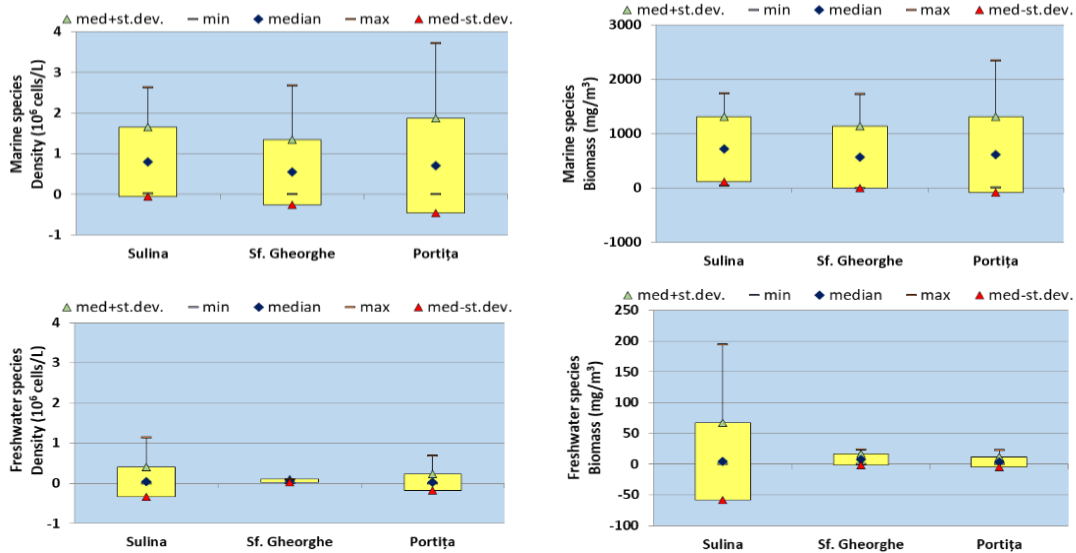 med+st.dev. min median max med-st.dev.
Marine species
Density (10⁶ cells/L)
4
3
2
1
0
-1
Sulina Sf. Gheorghe Portița
med+st.dev. min median max med-st.dev.
Marine species
Biomass (mg/m³)
3000
2000
1000
0
-1000
Sulina Sf. Gheorghe Portița
med+st.dev. min median max med-st.dev.
Freshwater species
Density (10⁶ cells/L)
4
3
2
1
0
-1
Sulina Sf. Gheorghe Portița
med+st.dev. min median max med-st.dev.
Freshwater species
Biomass (mg/m³)
250
200
150
100
50
0
-50
-100
Sulina Sf. Gheorghe Portița